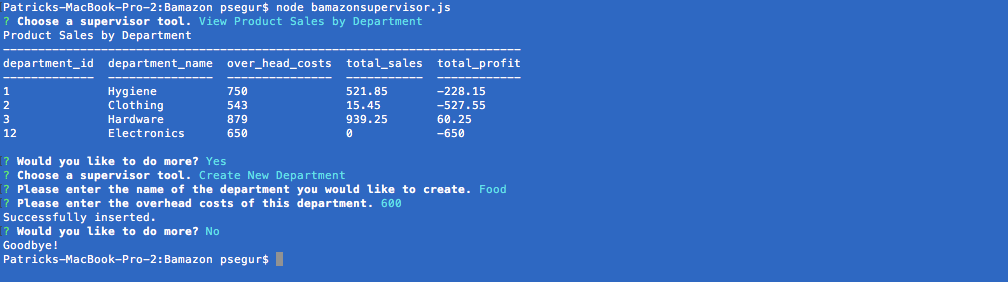 Patricks-MacBook-Pro-2:Bamazon psegur$ node bamazonsupervisor.js
? Choose a supervisor tool. View Product Sales by Department
Product Sales by Department
--------------------------------------------------------------------------
department_id  department_name  over_head_costs  total_sales  total_profit
-------------  ---------------  ---------------  -----------  ------------
1              Hygiene          750              521.85       -228.15
2              Clothing         543              15.45        -527.55
3              Hardware         879              939.25       60.25
12             Electronics      650              0            -650
? Would you like to do more? Yes
? Choose a supervisor tool. Create New Department
? Please enter the name of the department you would like to create. Food
? Please enter the overhead costs of this department. 600
Successfully inserted.
? Would you like to do more? No
Goodbye!
Patricks-MacBook-Pro-2:Bamazon psegur$